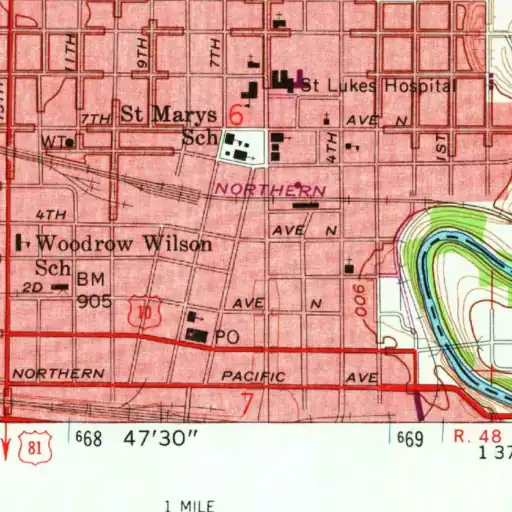 11TH
9TH
7TH
St Lukes Hospital
7TH
St Marys
Sch
6
AVE N
4TH
1ST
WT
NORTHERN
4TH
AVE N
Woodrow Wilson
Sch
2D
BM
905
10
AVE N
900
PO
NORTHERN PACIFIC AVE
7
81
668
47'30"
669
R. 48
1 37
1 MILE